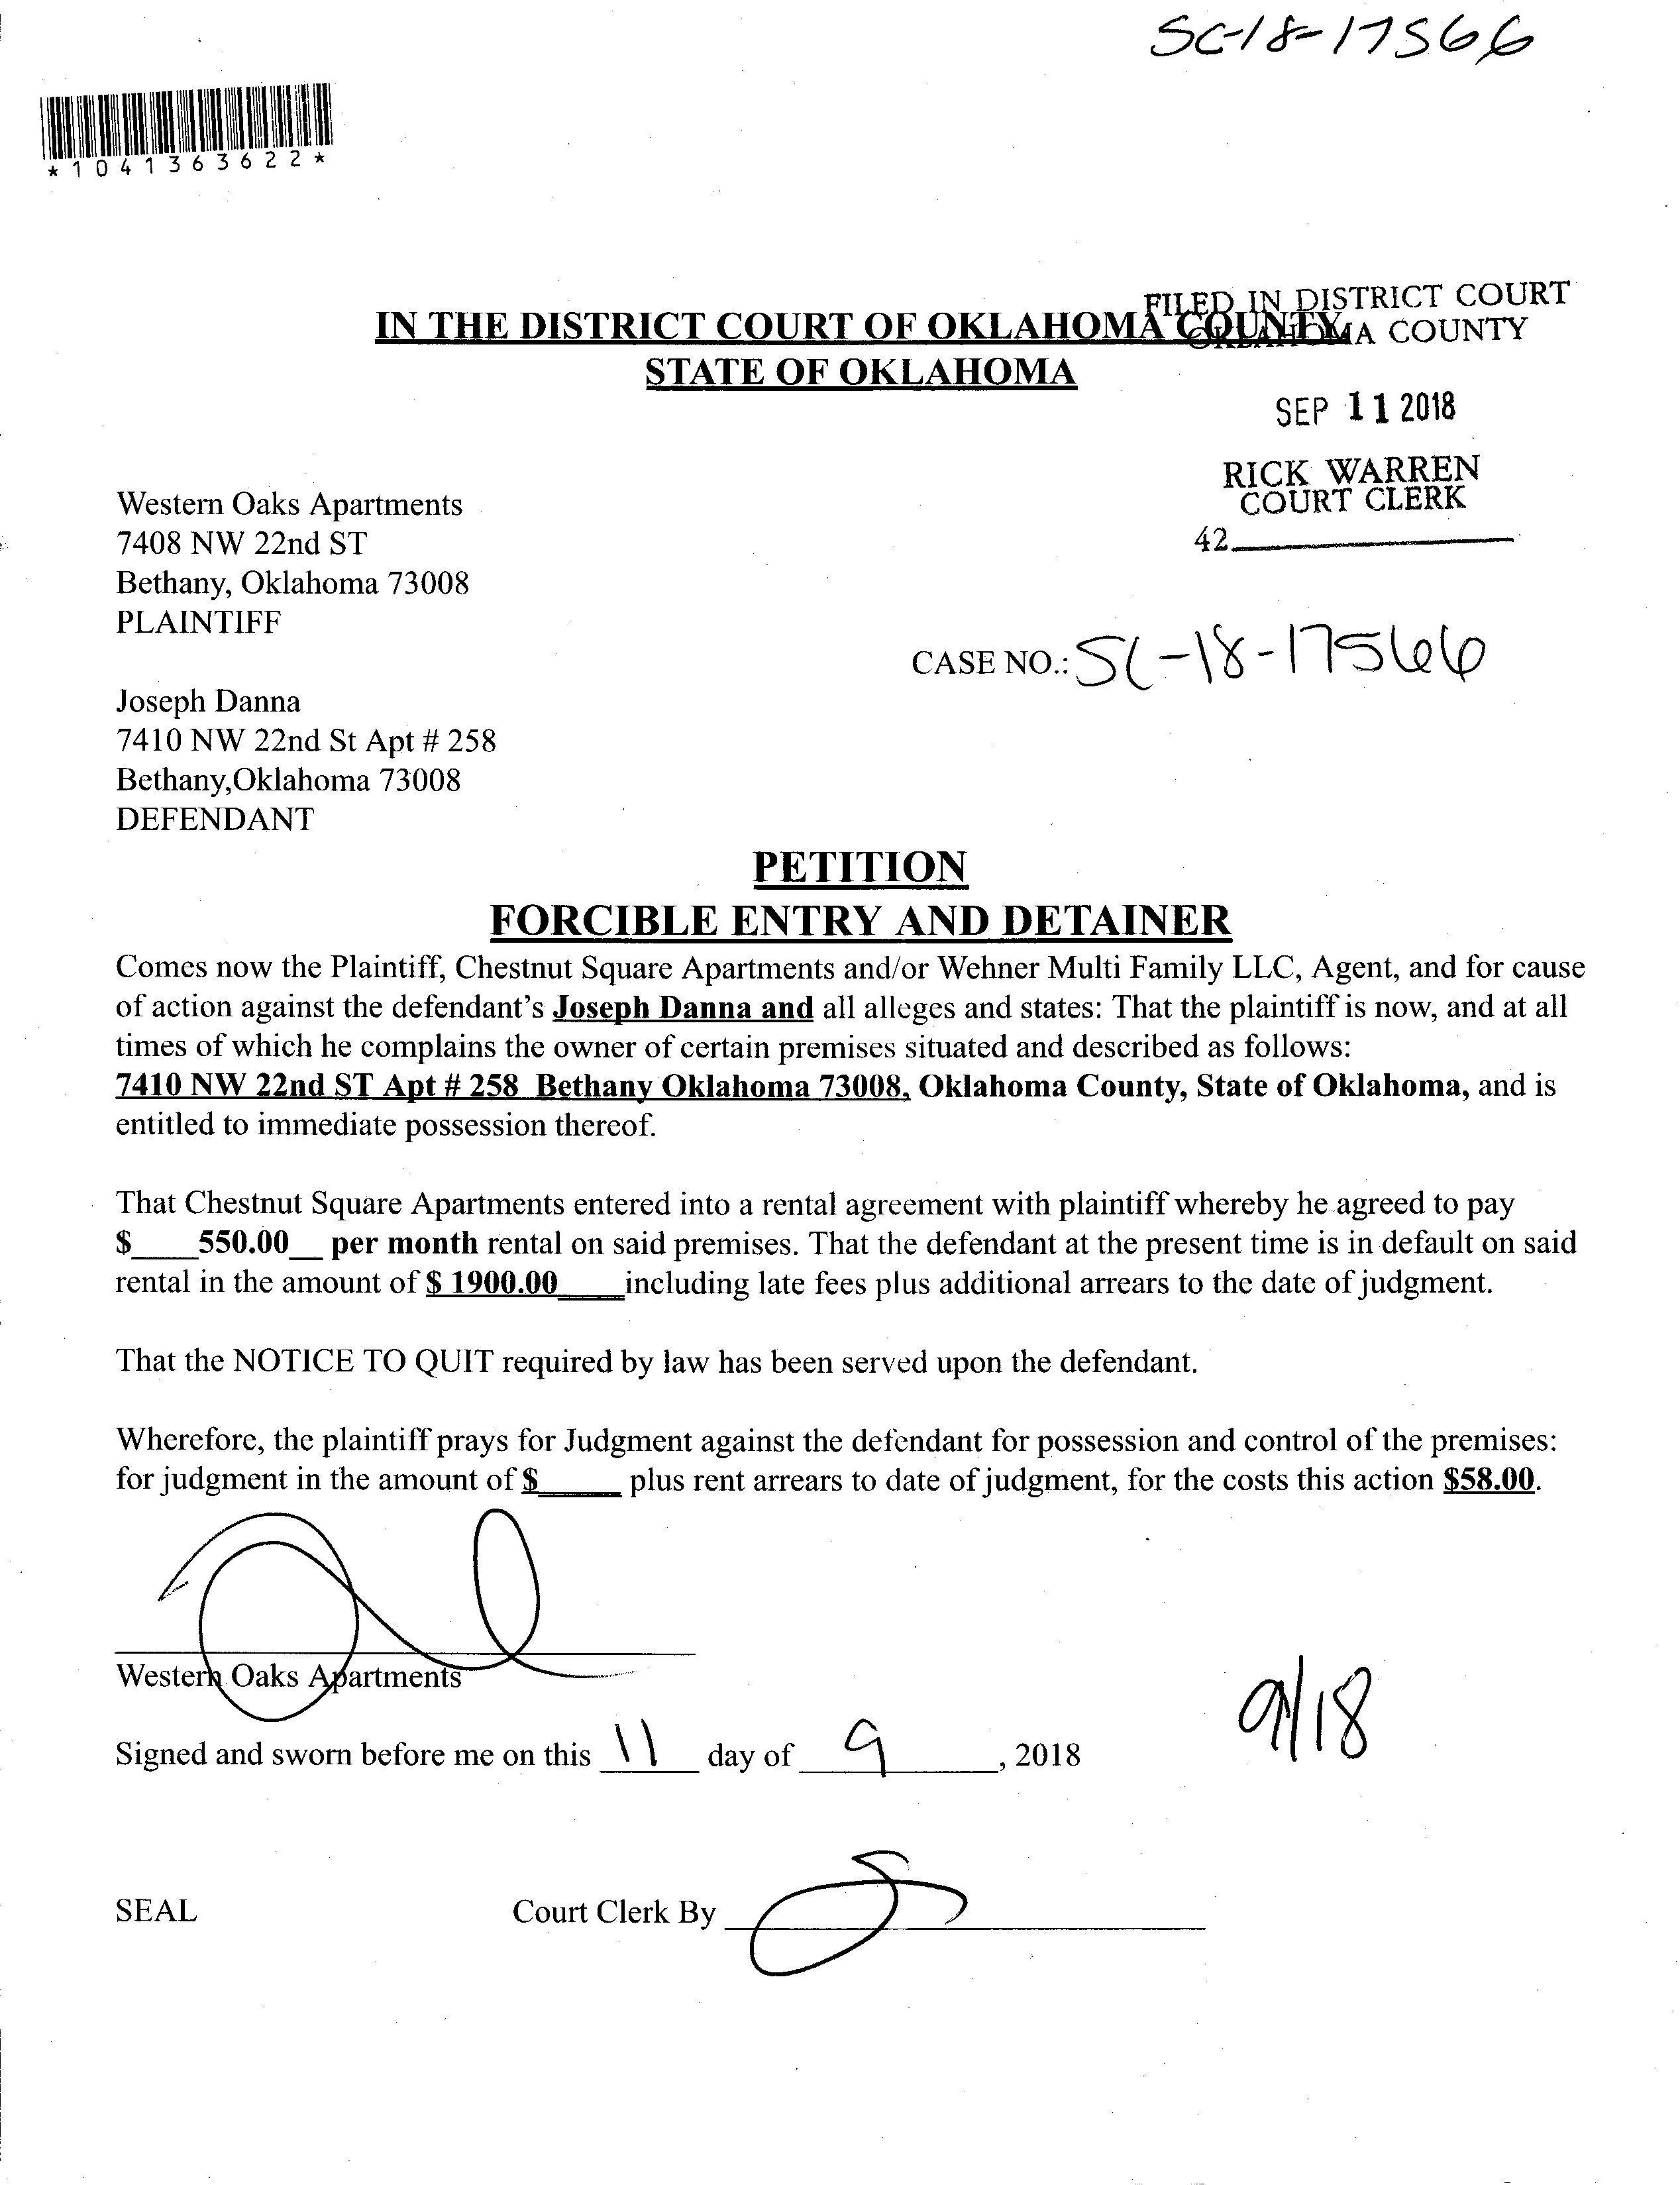 SC-18-17566
*1041363622*
FILED IN DISTRICT COURT
OKLAHOMA COUNTY
IN THE DISTRICT COURT OF OKLAHOMA COUNTY
STATE OF OKLAHOMA
SEP 11 2018
RICK WARREN
COURT CLERK
42
Western Oaks Apartments
7408 NW 22nd ST
Bethany, Oklahoma 73008
PLAINTIFF
CASE NO.: SC-18-17566
Joseph Danna
7410 NW 22nd St Apt # 258
Bethany,Oklahoma 73008
DEFENDANT
PETITION
FORCIBLE ENTRY AND DETAINER
Comes now the Plaintiff, Chestnut Square Apartments and/or Wehner Multi Family LLC, Agent, and for cause
of action against the defendant's Joseph Danna and all alleges and states: That the plaintiff is now, and at all
times of which he complains the owner of certain premises situated and described as follows:
7410 NW 22nd ST Apt # 258 Bethany Oklahoma 73008, Oklahoma County, State of Oklahoma, and is
entitled to immediate possession thereof.
That Chestnut Square Apartments entered into a rental agreement with plaintiff whereby he agreed to pay
$____550.00__ per month rental on said premises. That the defendant at the present time is in default on said
rental in the amount of $ 1900.00____including late fees plus additional arrears to the date of judgment.
That the NOTICE TO QUIT required by law has been served upon the defendant.
Wherefore, the plaintiff prays for Judgment against the defendant for possession and control of the premises:
for judgment in the amount of $_____ plus rent arrears to date of judgment, for the costs this action $58.00.
Western Oaks Apartments
9/18
Signed and sworn before me on this 11 day of 9, 2018
SEAL Court Clerk By